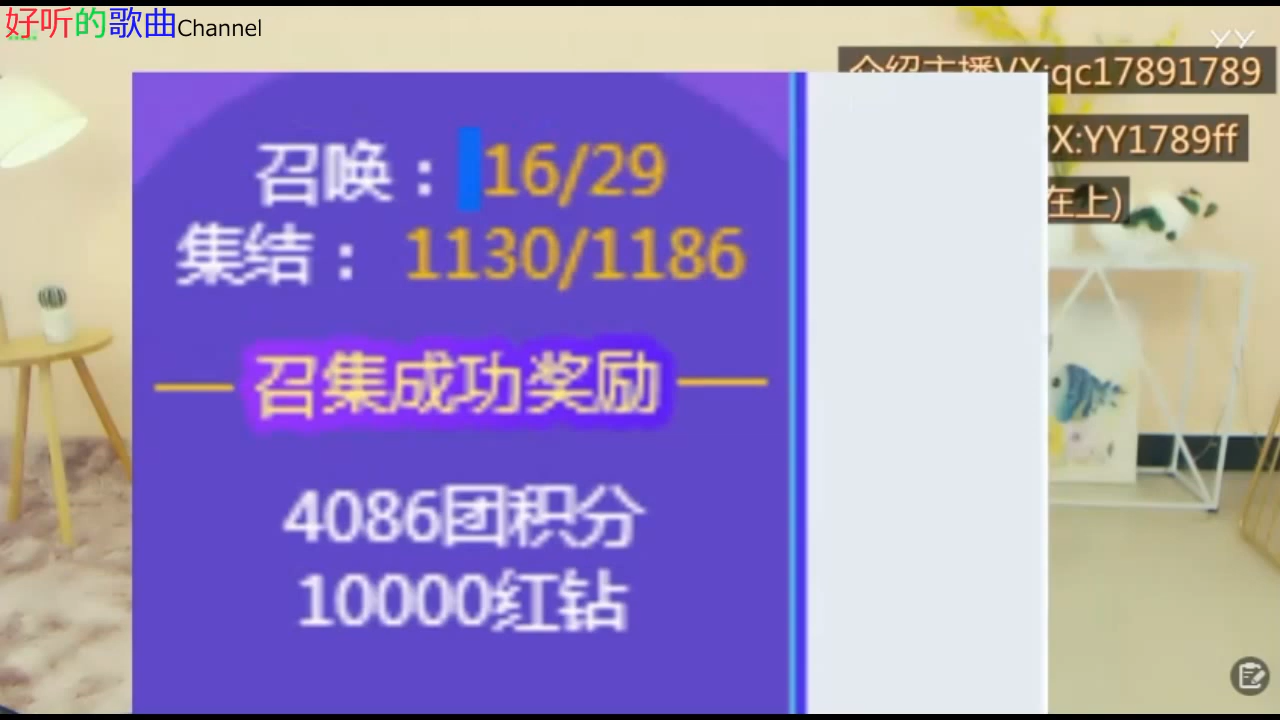 好听的歌曲Channel
YY
介绍主播VX:qc17891789
VX:YY1789ff
在上)
召唤：16/29
集结：1130/1186
召集成功奖励
4086团积分
10000红钻